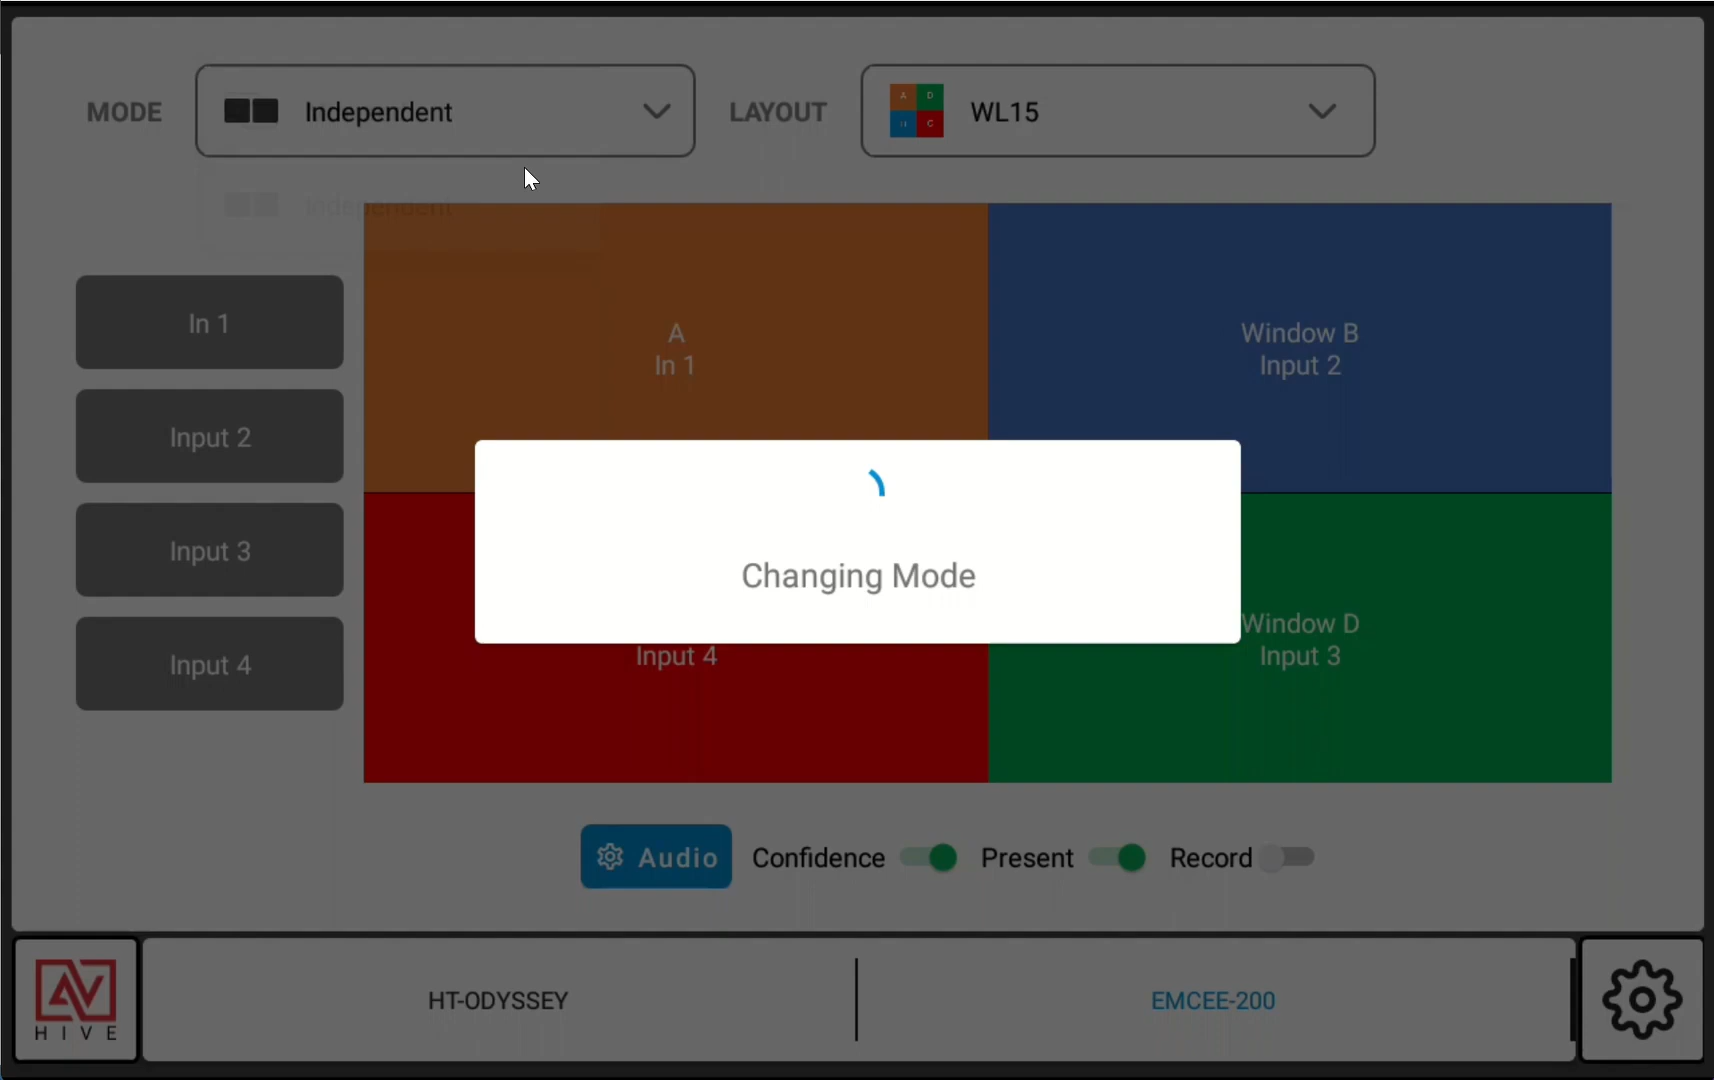 MODE
Independent
LAYOUT
A D
C
WL15
Independent
In 1
Input 2
Input 3
Input 4
A
In 1
Window B
Input 2
Changing Mode
Input 4
Window D
Input 3
Audio
Confidence
Present
Record
HIVE
HT-ODYSSEY
EMCEE-200